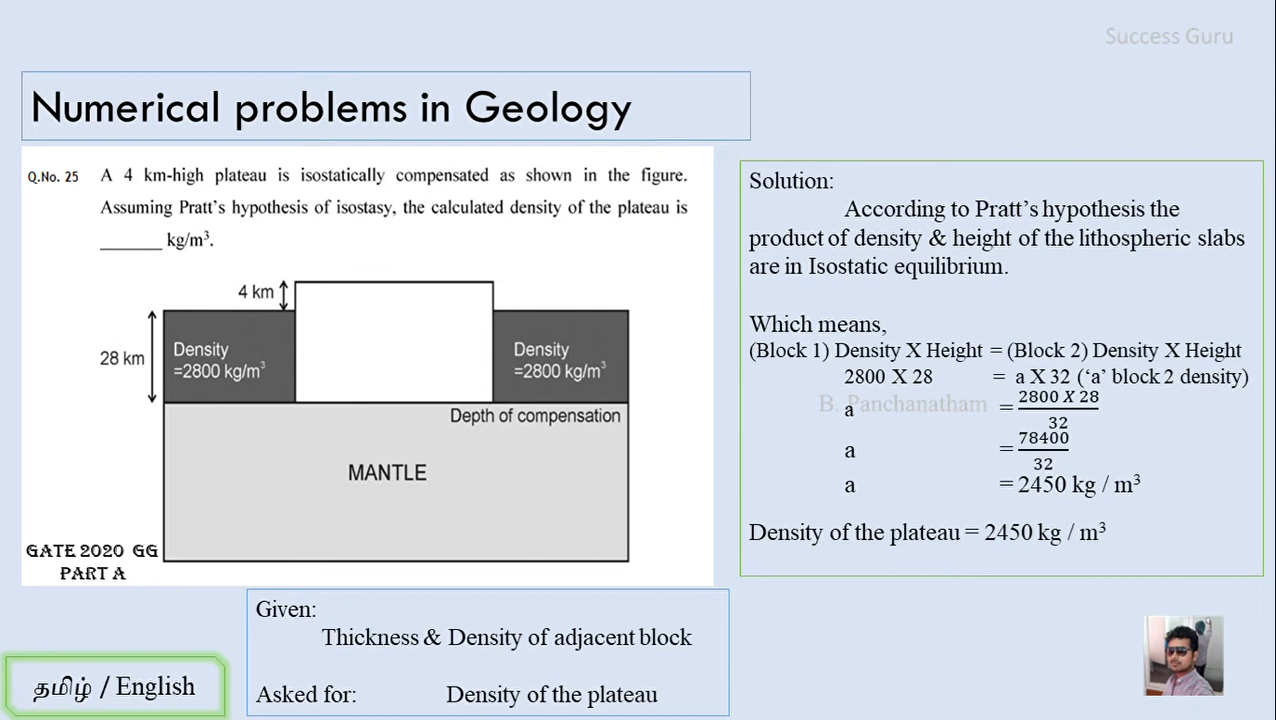 Success Guru
Numerical problems in Geology
Q.No. 25 A 4 km-high plateau is isostatically compensated as shown in the figure.
Assuming Pratt's hypothesis of isostasy, the calculated density of the plateau is
______ kg/m³.
4 km
28 km
Density
=2800 kg/m³
Density
=2800 kg/m³
Depth of compensation
MANTLE
GATE 2020 GG
PART A
Solution:
According to Pratt's hypothesis the
product of density & height of the lithospheric slabs
are in Isostatic equilibrium.
Which means,
(Block 1) Density X Height = (Block 2) Density X Height
2800 X 28 = a X 32 ('a' block 2 density)
B. Panchanatham
a = 2800 X 28
32
a = 78400
32
a = 2450 kg / m³
Density of the plateau = 2450 kg / m³
Given:
Thickness & Density of adjacent block
Asked for: Density of the plateau
தமிழ் / English